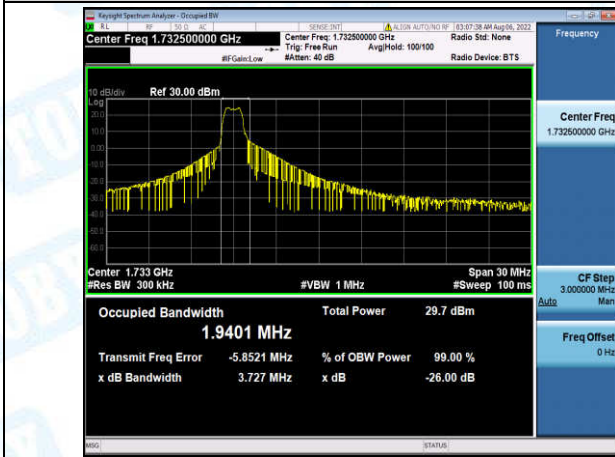 Keysight Spectrum Analyzer - Occupied BW
RL RF 50 Ω AC SENSE:INT ALIGN AUTO/NO RF 03:07:38 AM Aug 06, 2022
Center Freq 1.732500000 GHz
Center Freq: 1.732500000 GHz
Radio Std: None
Trig: Free Run Avg|Hold: 100/100
#IFGain:Low #Atten: 40 dB Radio Device: BTS
10 dB/div Ref 30.00 dBm
Log
20.0
10.0
0.00
-10.0
-20.0
-30.0
-40.0
-50.0
-60.0
Center 1.733 GHz Span 30 MHz
#Res BW 300 kHz #VBW 1 MHz #Sweep 100 ms
Occupied Bandwidth Total Power 29.7 dBm
1.9401 MHz
Transmit Freq Error -5.8521 MHz % of OBW Power 99.00 %
x dB Bandwidth 3.727 MHz x dB -26.00 dB
MSG STATUS
Frequency
Center Freq
1.732500000 GHz
CF Step
3.000000 MHz
Auto Man
Freq Offset
0 Hz